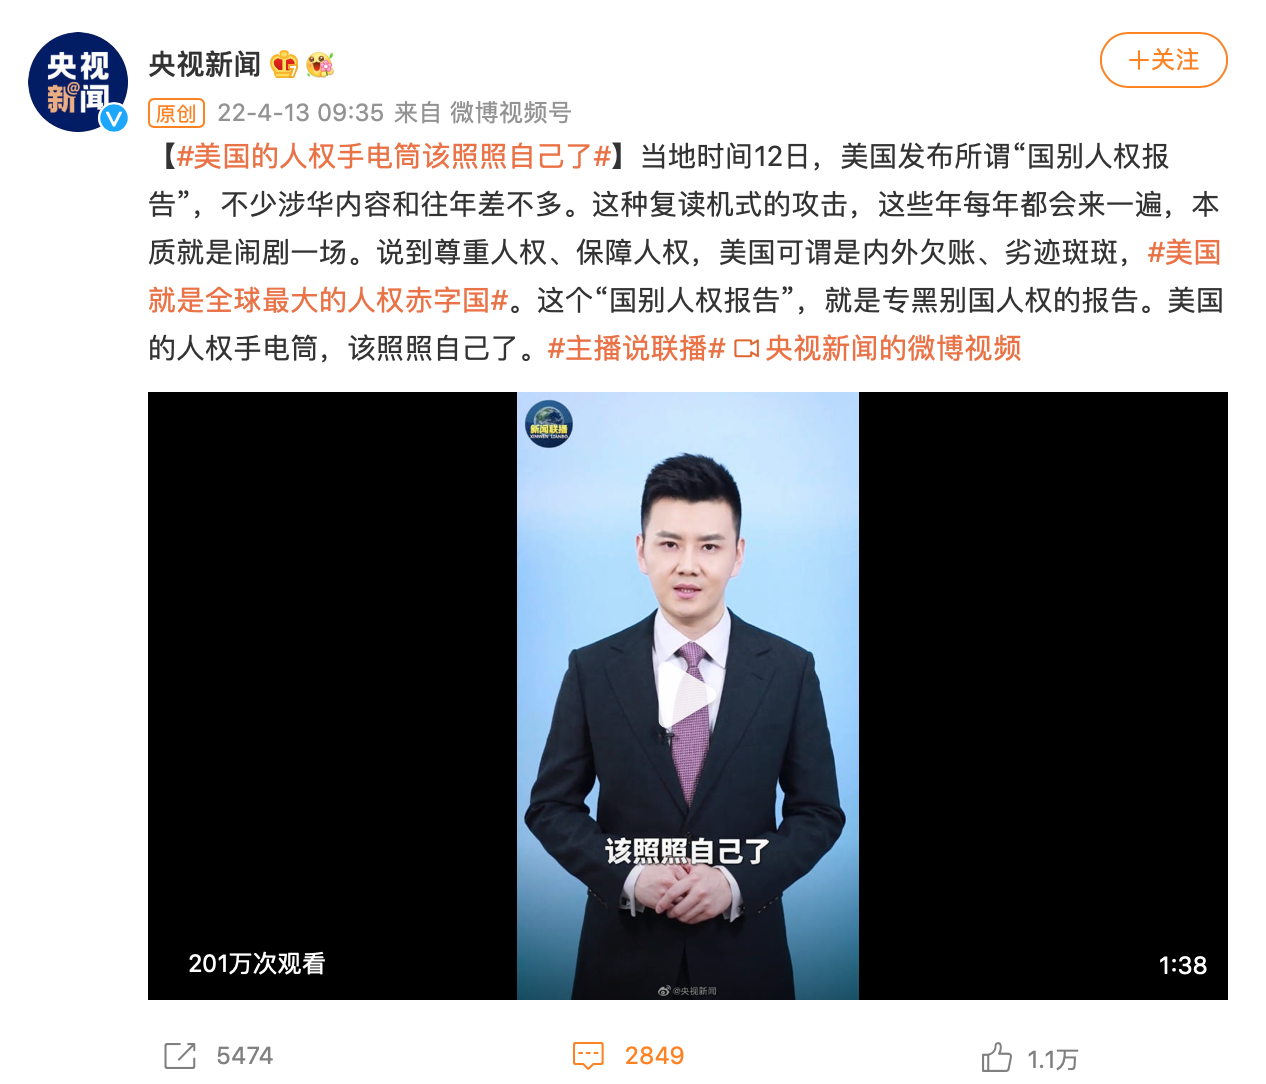 央视
新@闻
央视新闻
+关注
原创 22-4-13 09:35 来自 微博视频号
【#美国的人权手电筒该照照自己了#】当地时间12日，美国发布所谓“国别人权报
告”，不少涉华内容和往年差不多。这种复读机式的攻击，这些年每年都会来一遍，本
质就是闹剧一场。说到尊重人权、保障人权，美国可谓是内外欠账、劣迹斑斑，#美国
就是全球最大的人权赤字国#。这个“国别人权报告”，就是专黑别国人权的报告。美国
的人权手电筒，该照照自己了。#主播说联播# 央视新闻的微博视频
新闻联播
XINWEN LIANBO
该照照自己了
201万次观看
1:38
@央视新闻
5474
2849
1.1万